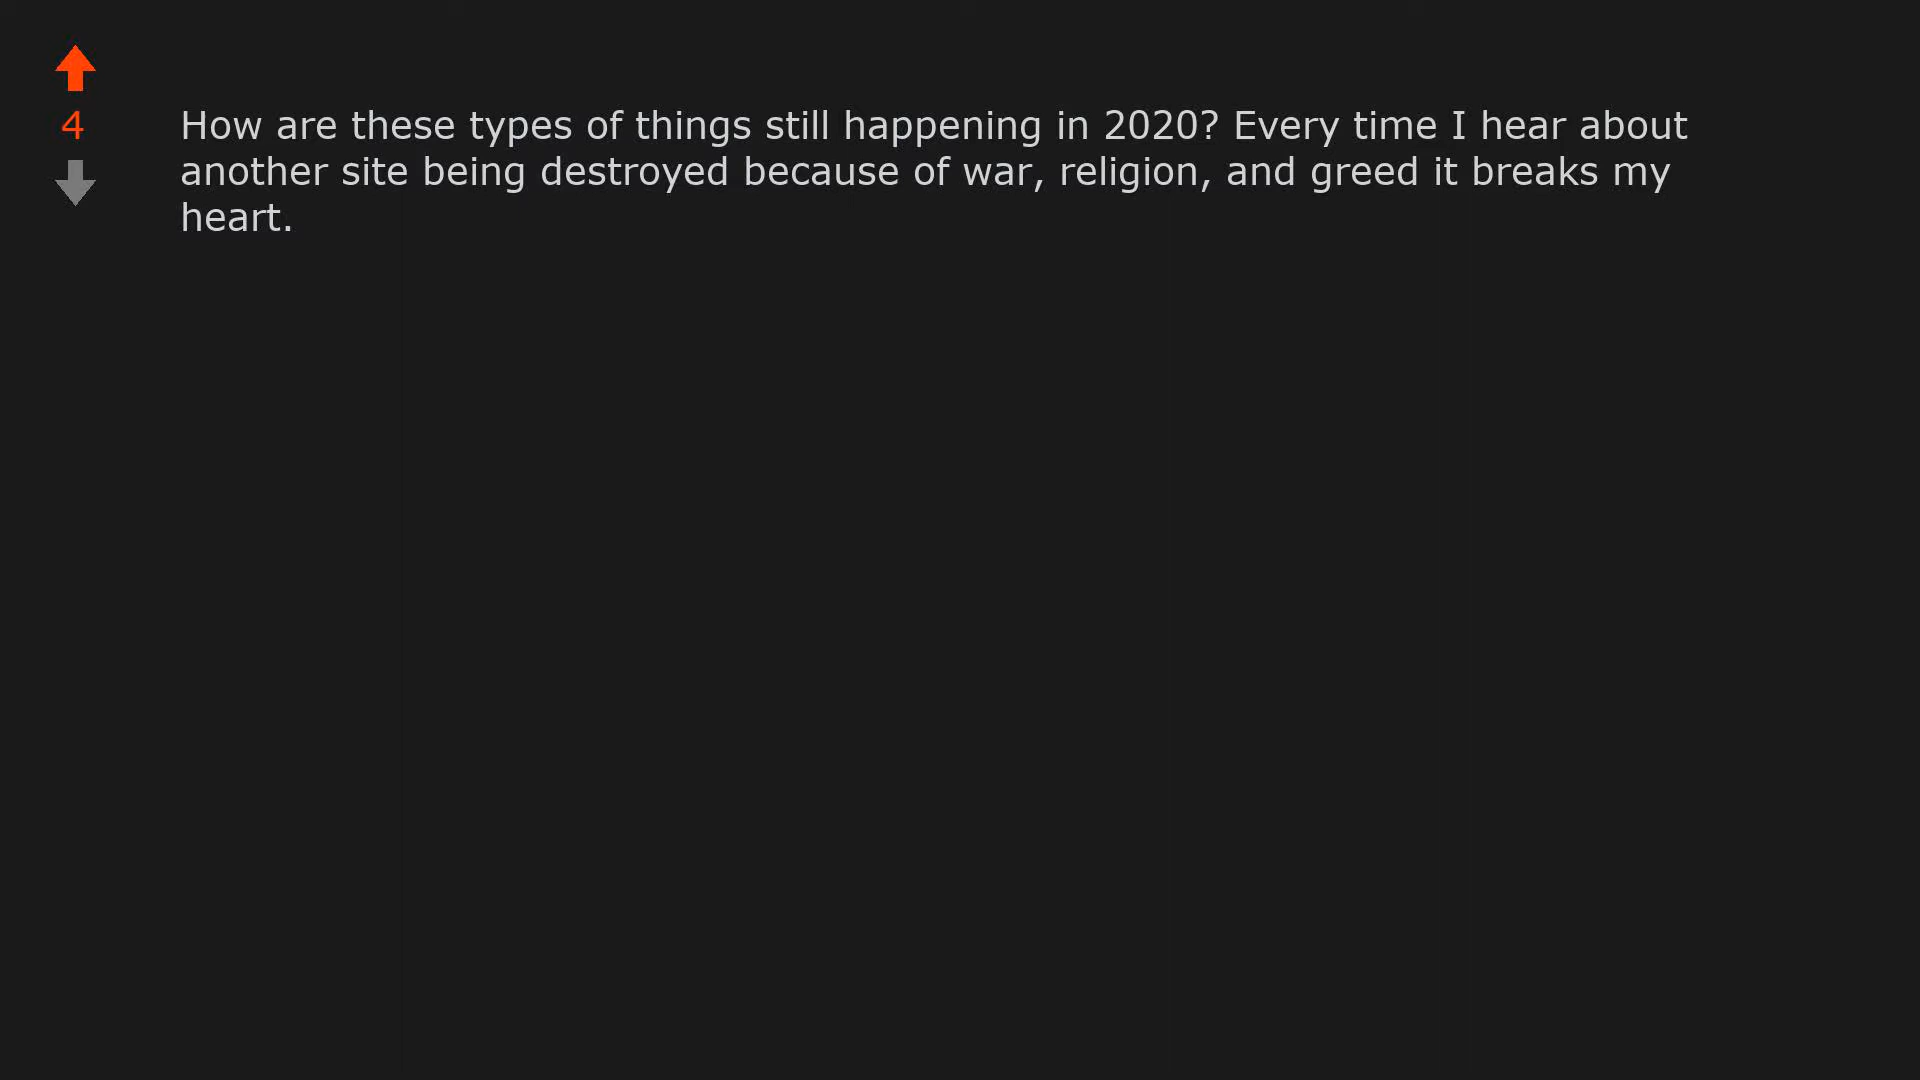 4
How are these types of things still happening in 2020? Every time I hear about
another site being destroyed because of war, religion, and greed it breaks my
heart.